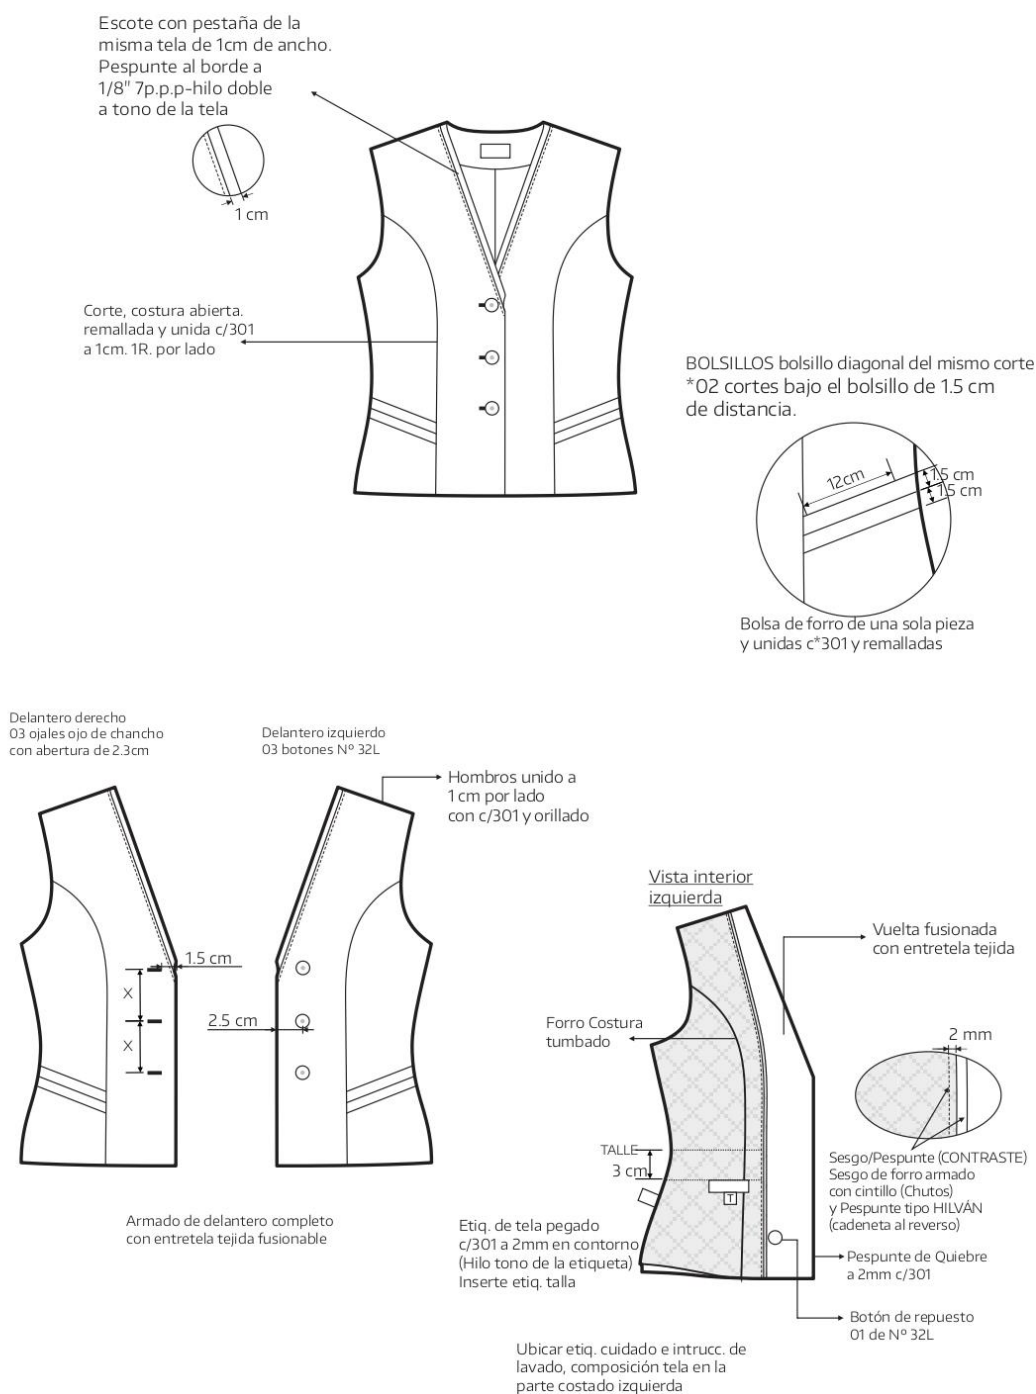 Escote con pestaña de la
misma tela de 1cm de ancho.
Pespunte al borde a
1/8" 7p.p.p-hilo doble
a tono de la tela
1 cm
Corte, costura abierta.
remallada y unida c/301
a 1cm. 1R. por lado
BOLSILLOS bolsillo diagonal del mismo corte
*02 cortes bajo el bolsillo de 1.5 cm
de distancia.
12cm
1.5 cm
1.5 cm
Bolsa de forro de una sola pieza
y unidas c*301 y remalladas
Delantero derecho
03 ojales ojo de chancho
con abertura de 2.3cm
Delantero izquierdo
03 botones Nº 32L
Hombros unido a
1 cm por lado
con c/301 y orillado
1.5 cm
X
X
2.5 cm
Armado de delantero completo
con entretela tejida fusionable
Vista interior
izquierda
Vuelta fusionada
con entretela tejida
Forro Costura
tumbado
2 mm
TALLE
3 cm
T
Sesgo/Pespunte (CONTRASTE)
Sesgo de forro armado
con cintillo (Chutos)
y Pespunte tipo HILVÁN
(cadeneta al reverso)
Etiq. de tela pegado
c/301 a 2mm en contorno
(Hilo tono de la etiqueta)
Inserte etiq. talla
Pespunte de Quiebre
a 2mm c/301
Botón de repuesto
01 de Nº 32L
Ubicar etiq. cuidado e intrucc. de
lavado, composición tela en la
parte costado izquierda